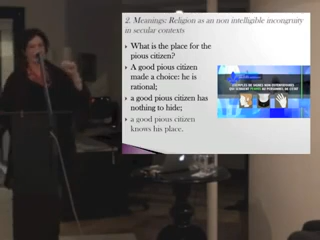 2. Meanings: Religion as an non intelligible incongruity
in secular contexts
What is the place for the
pious citizen?
A good pious citizen
made a choice: he is
rational;
a good pious citizen has
nothing to hide;
a good pious citizen
knows his place.